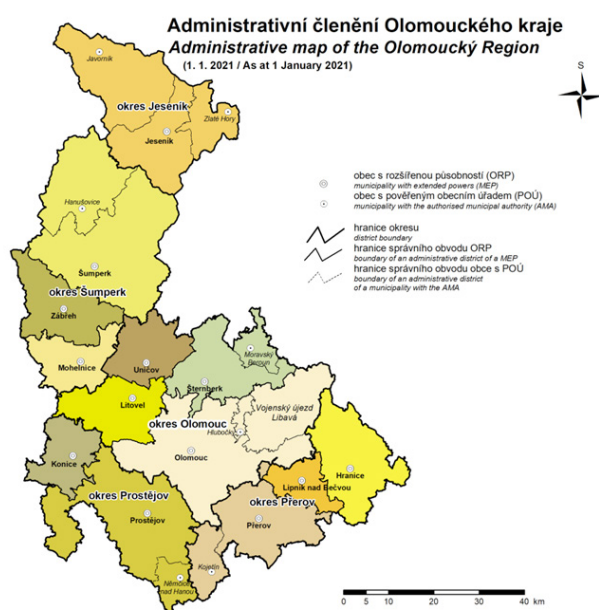 Administrativní členění Olomouckého kraje
Administrative map of the Olomoucký Region
(1. 1. 2021 / As at 1 January 2021)
S
Javorník
okres Jeseník
Zlaté Hory
Jeseník
obec s rozšířenou působností (ORP)
municipality with extended powers (MEP)
obec s pověřeným obecním úřadem (POÚ)
municipality with the authorised municipal authority (AMA)
hranice okresu
district boundary
hranice správního obvodu ORP
boundary of an administrative district of a MEP
hranice správního obvodu obce s POÚ
boundary of an administrative district
of a municipality with the AMA
Hanušovice
Šumperk
okres Šumperk
Zábřeh
Mohelnice
Uničov
Moravský
Beroun
Šternberk
Litovel
Vojenský újezd
Libavá
okres Olomouc
Hlubočky
Olomouc
Konice
Hranice
okres Prostějov
Lipník nad Bečvou
okres Přerov
Prostějov
Přerov
Kojetín
Němčice
nad Hanou
0 5 10 20 30 40
km